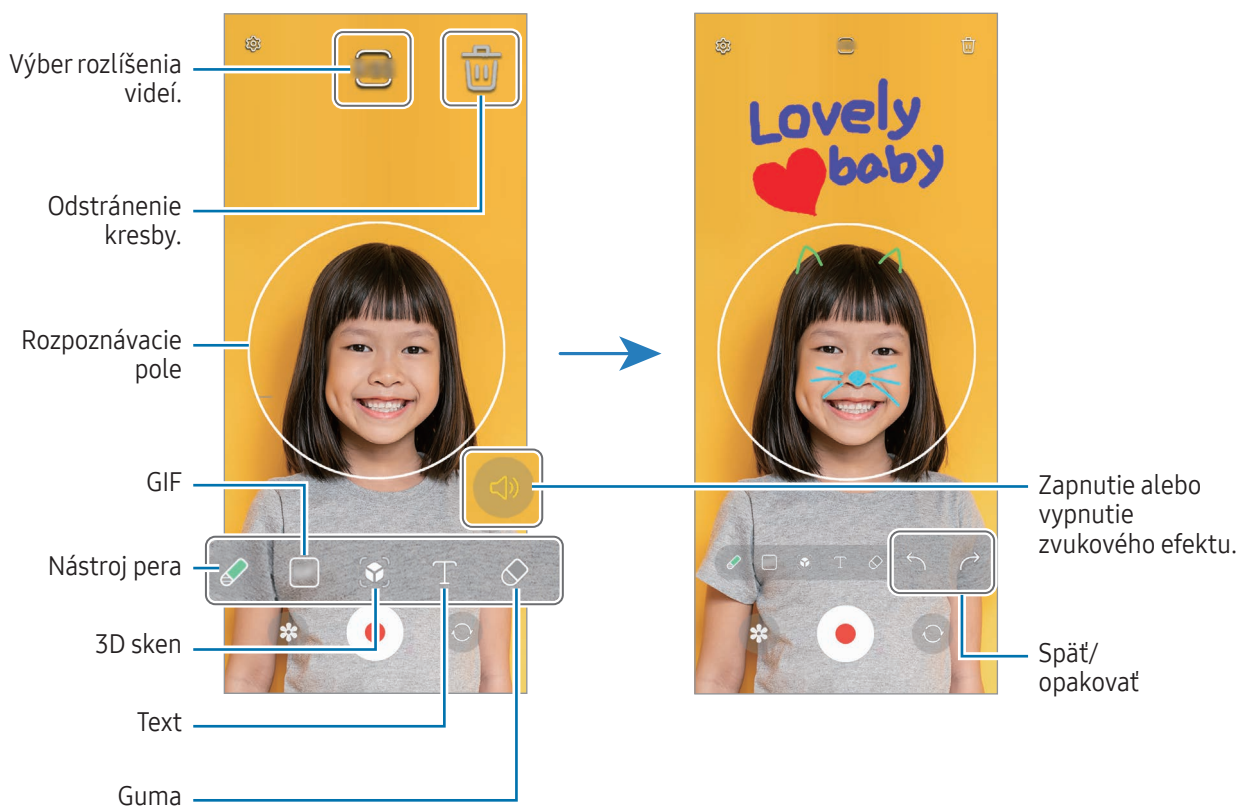 Výber rozlíšenia
videí.
Odstránenie
kresby.
Rozpoznávacie
pole
GIF
Nástroj pera
3D sken
Text
Guma
Lovely
baby
T
T
Zapnutie alebo
vypnutie
zvukového efektu.
Späť/
opakovať